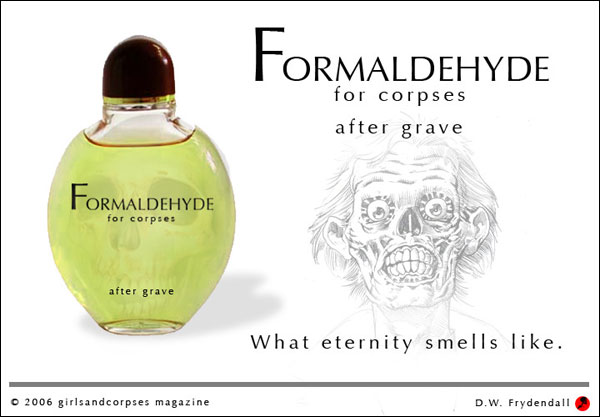 FORMALDEHYDE
for corpses
after grave
FORMALDEHYDE
for corpses
after grave
What eternity smells like.
© 2006 girlsandcorpses magazine
D.W. Frydendall